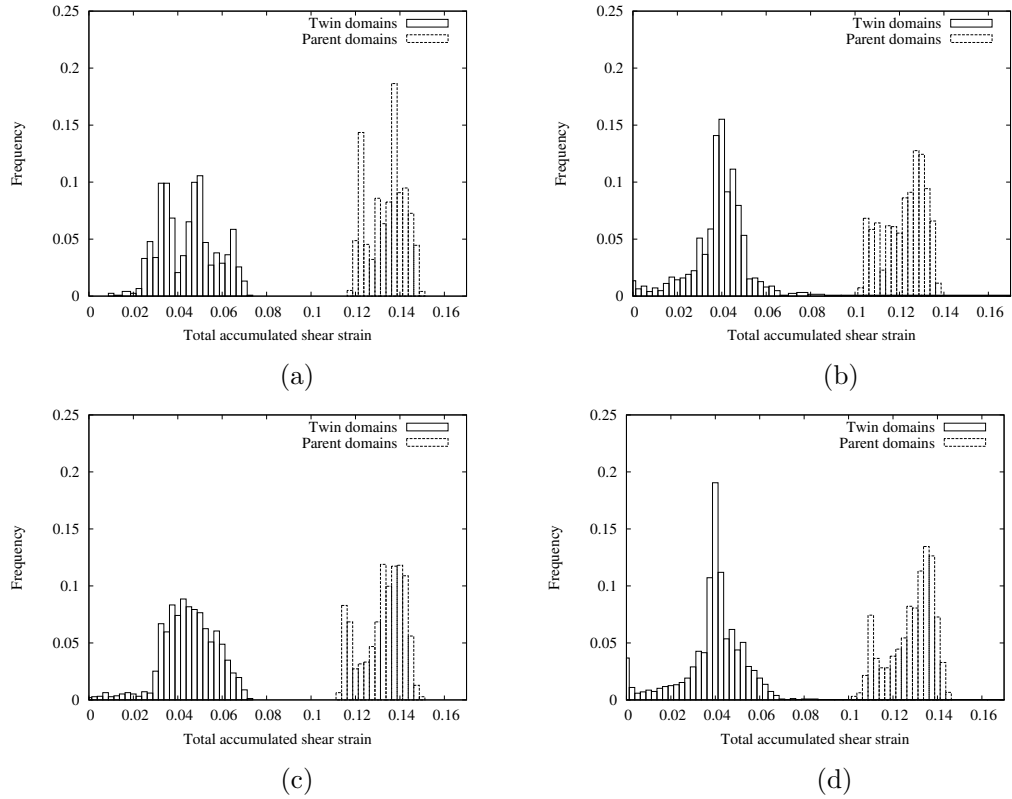 0.25
0.2
0.15
0.1
0.05
0
Frequency
Twin domains
Parent domains
0 0.02 0.04 0.06 0.08 0.1 0.12 0.14 0.16
Total accumulated shear strain
(a)
0.25
0.2
0.15
0.1
0.05
0
Frequency
Twin domains
Parent domains
0 0.02 0.04 0.06 0.08 0.1 0.12 0.14 0.16
Total accumulated shear strain
(b)
0.25
0.2
0.15
0.1
0.05
0
Frequency
Twin domains
Parent domains
0 0.02 0.04 0.06 0.08 0.1 0.12 0.14 0.16
Total accumulated shear strain
(c)
0.25
0.2
0.15
0.1
0.05
0
Frequency
Twin domains
Parent domains
0 0.02 0.04 0.06 0.08 0.1 0.12 0.14 0.16
Total accumulated shear strain
(d)